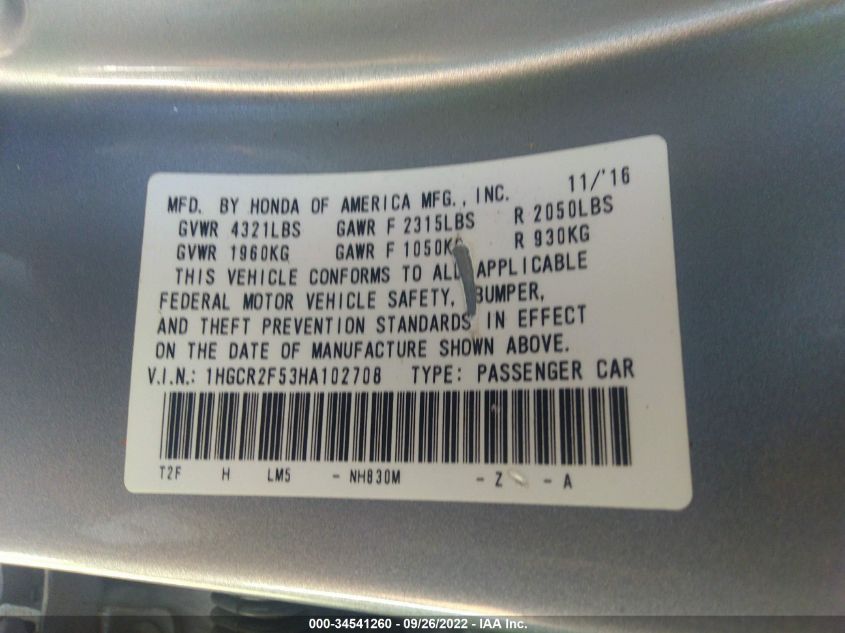 MFD. BY HONDA OF AMERICA MFG., INC. 11/'16
GVWR 4321LBS GAWR F 2315LBS R 2050LBS
GVWR 1960KG GAWR F 1050KG R 930KG
THIS VEHICLE CONFORMS TO ALL APPLICABLE
FEDERAL MOTOR VEHICLE SAFETY, BUMPER,
AND THEFT PREVENTION STANDARDS IN EFFECT
ON THE DATE OF MANUFACTURE SHOWN ABOVE.
V.I.N.: 1HGCR2F53HA102708 TYPE: PASSENGER CAR
T2F H LM5 - NH830M - Z - A
000-34541260 - 09/26/2022 - IAA Inc.